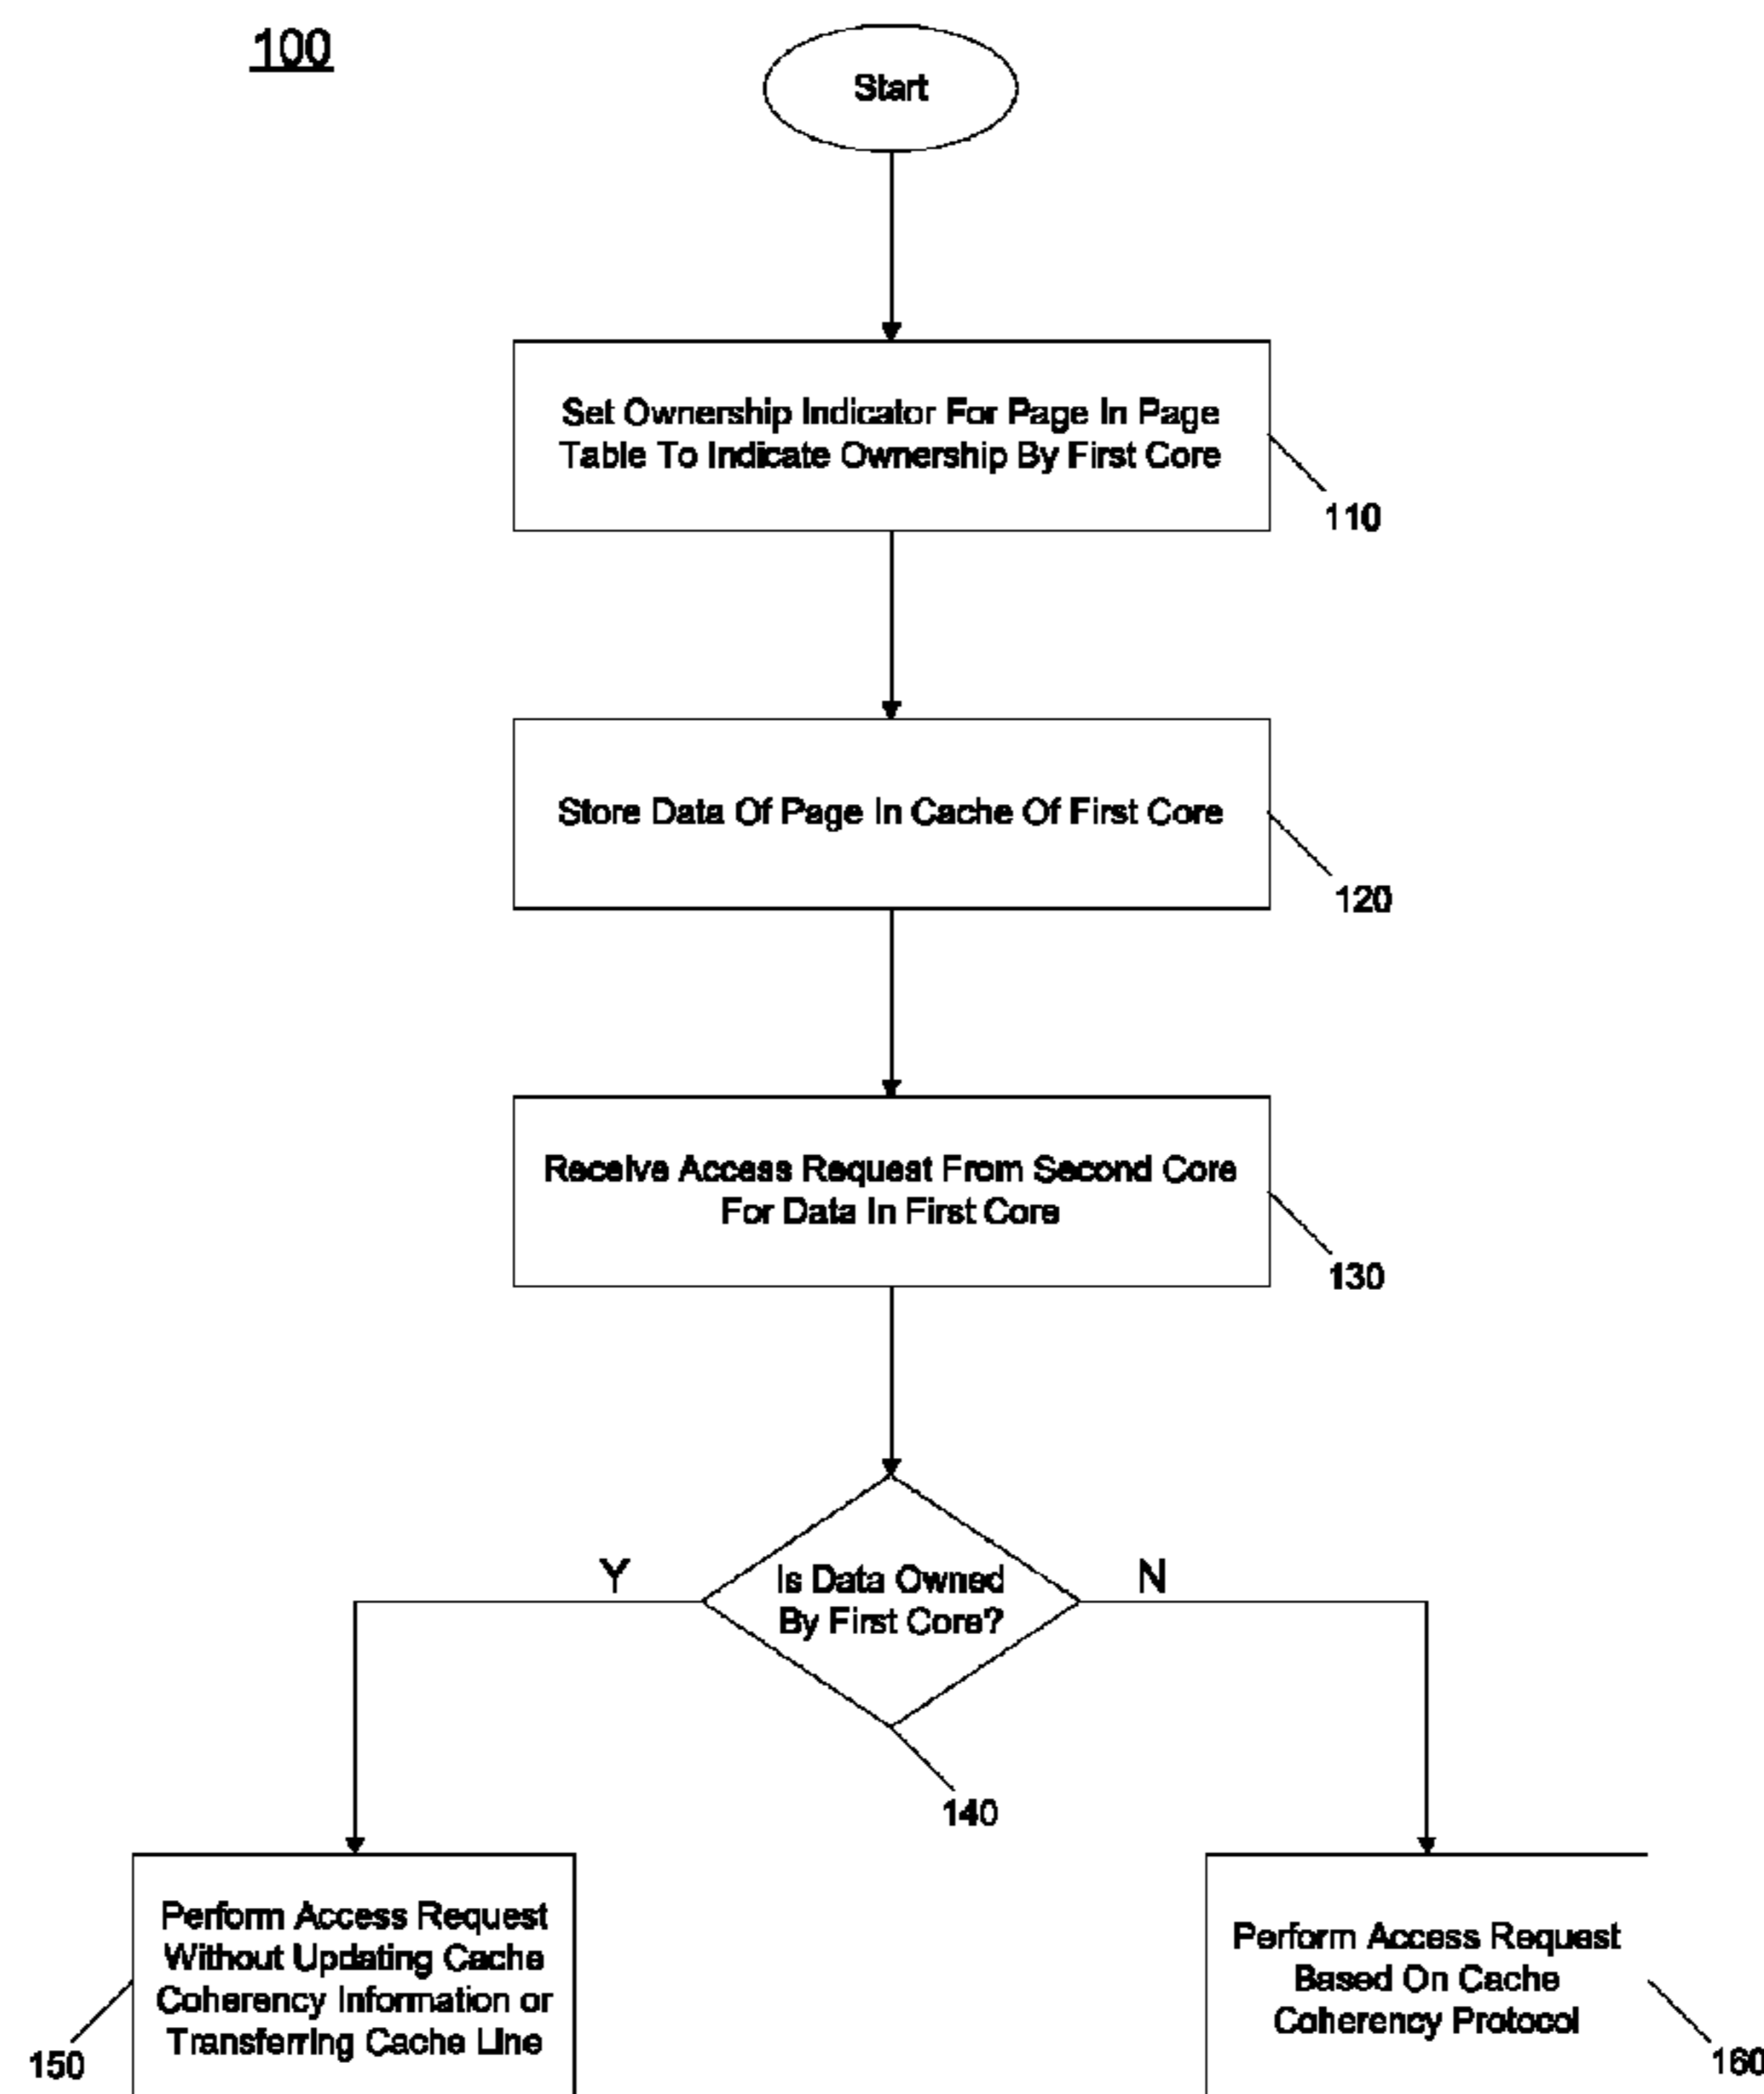 100
Start
Set Ownership Indicator For Page In Page
Table To Indicate Ownership By First Core
110
Store Data Of Page In Cache Of First Core
120
Receive Access Request From Second Core
For Data In First Core
130
Y
Is Data Owned
By First Core?
N
140
Perform Access Request
Without Updating Cache
Coherency Information or
Transferring Cache Line
150
Perform Access Request
Based On Cache
Coherency Protocol
160